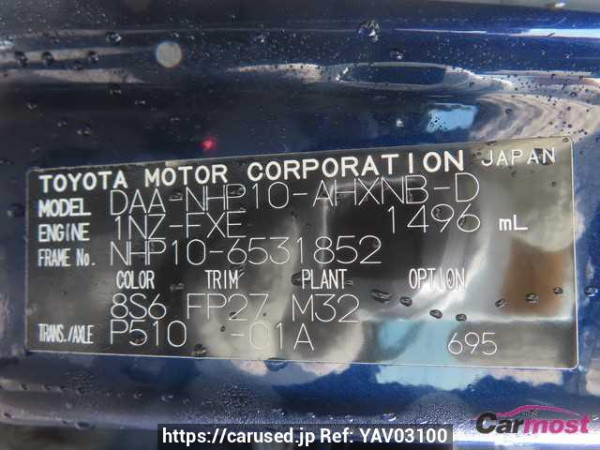 TOYOTA MOTOR CORPORATION JAPAN
MODEL DAA-NHP10-AHXNB-D
ENGINE 1NZ-FXE 1496 mL
FRAME No. NHP10-6531852
COLOR TRIM PLANT OPTION
8S6 FP27 M32
TRANS./AXLE P510 -01A 695
Carmost
https://carused.jp Ref: YAV03100